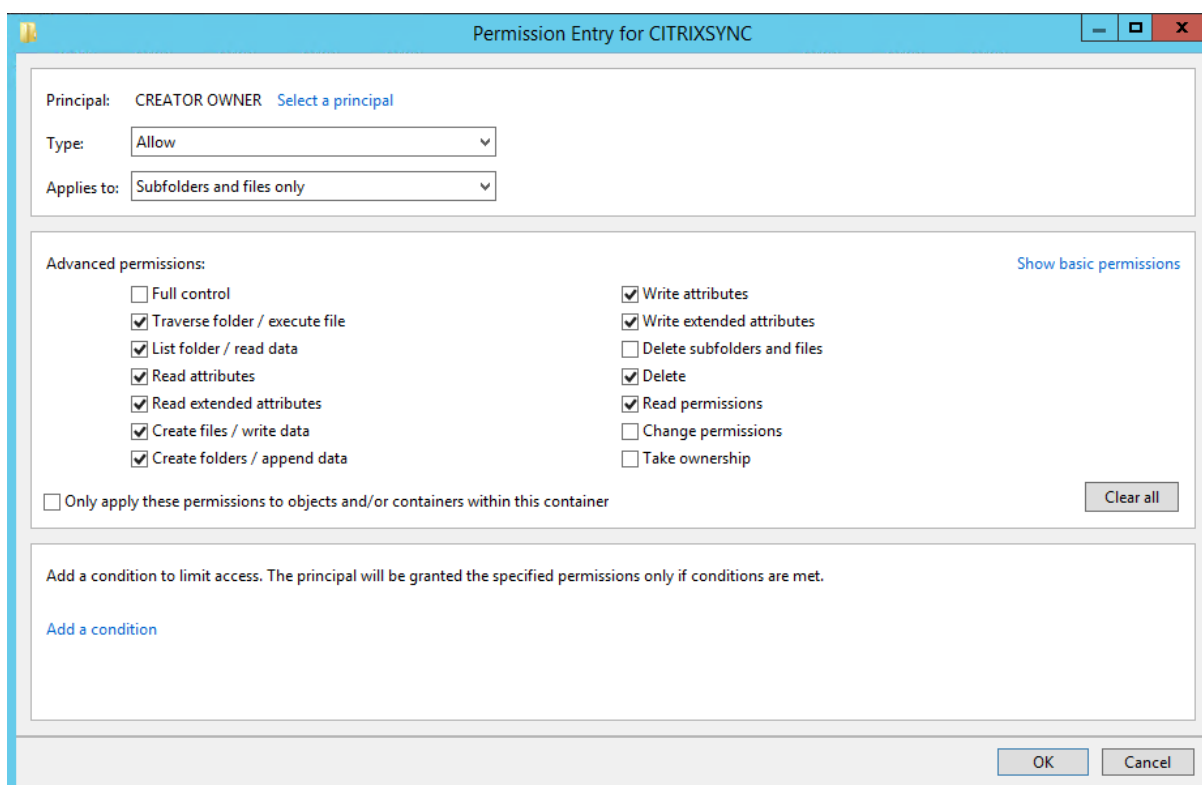 Permission Entry for CITRIXSYNC
Principal: CREATOR OWNER Select a principal
Type: Allow
Applies to: Subfolders and files only
Advanced permissions: Show basic permissions
Full control
Traverse folder / execute file
List folder / read data
Read attributes
Read extended attributes
Create files / write data
Create folders / append data
Write attributes
Write extended attributes
Delete subfolders and files
Delete
Read permissions
Change permissions
Take ownership
Only apply these permissions to objects and/or containers within this container
Clear all
Add a condition to limit access. The principal will be granted the specified permissions only if conditions are met.
Add a condition
OK Cancel